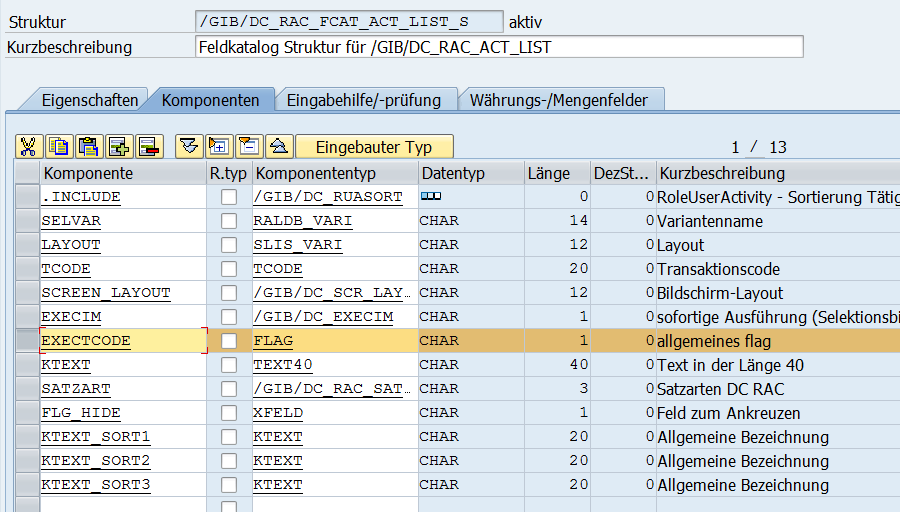 Struktur /GIB/DC_RAC_FCAT_ACT_LIST_S aktiv
Kurzbeschreibung Feldkatalog Struktur für /GIB/DC_RAC_ACT_LIST
Eigenschaften Komponenten Eingabehilfe/-prüfung Währungs-/Mengenfelder
Eingebauter Typ 1 / 13
Komponente R.typ Komponententyp Datentyp Länge DezSt... Kurzbeschreibung
.INCLUDE /GIB/DC_RUASORT 0 0 RoleUserActivity - Sortierung Tätig
SELVAR RALDB_VARI CHAR 14 0 Variantenname
LAYOUT SLIS_VARI CHAR 12 0 Layout
TCODE TCODE CHAR 20 0 Transaktionscode
SCREEN_LAYOUT /GIB/DC_SCR_LAY… CHAR 12 0 Bildschirm-Layout
EXECIM /GIB/DC_EXECIM CHAR 1 0 sofortige Ausführung (Selektionsbi
EXECTCODE FLAG CHAR 1 0 allgemeines flag
KTEXT TEXT40 CHAR 40 0 Text in der Länge 40
SATZART /GIB/DC_RAC_SAT… CHAR 3 0 Satzarten DC RAC
FLG_HIDE XFELD CHAR 1 0 Feld zum Ankreuzen
KTEXT_SORT1 KTEXT CHAR 20 0 Allgemeine Bezeichnung
KTEXT_SORT2 KTEXT CHAR 20 0 Allgemeine Bezeichnung
KTEXT_SORT3 KTEXT CHAR 20 0 Allgemeine Bezeichnung